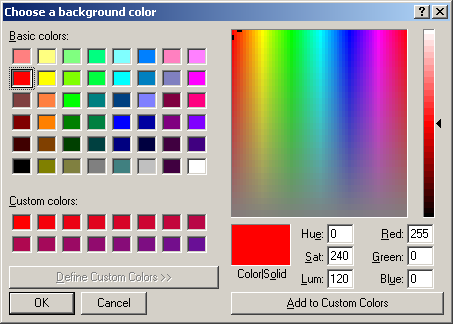 Choose a background color
Basic colors:
Custom colors:
Define Custom Colors >>
OK
Cancel
Color|Solid
Hue: 0
Sat: 240
Lum: 120
Red: 255
Green: 0
Blue: 0
Add to Custom Colors